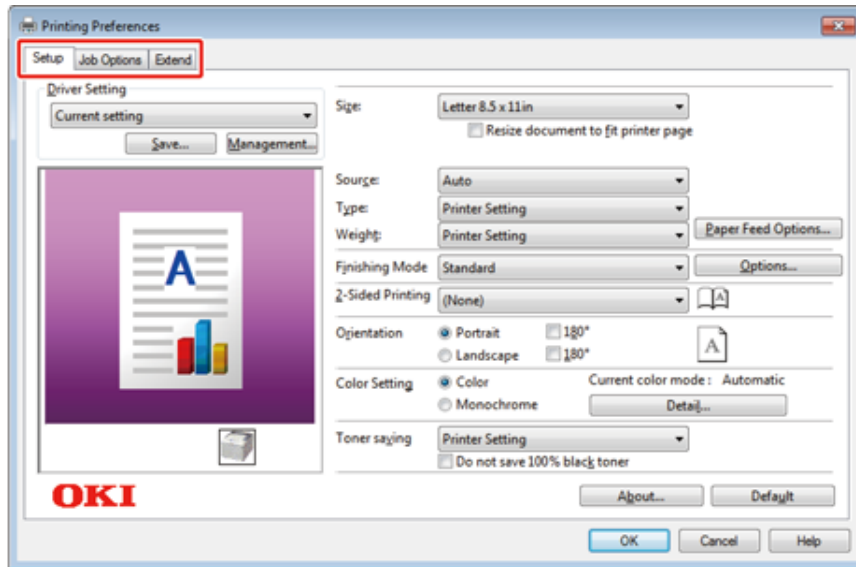 Printing Preferences
Setup Job Options Extend
Driver Setting
Current setting
Save... Management...
A
OKI
Size: Letter 8.5 x 11in
Resize document to fit printer page
Source: Auto
Type: Printer Setting
Weight: Printer Setting Paper Feed Options...
Finishing Mode Standard Options...
2-Sided Printing (None) A
Orientation Portrait 180°
Landscape 180° A
Color Setting Color Current color mode : Automatic
Monochrome Detail...
Toner saving Printer Setting
Do not save 100% black toner
About... Default
OK Cancel Help